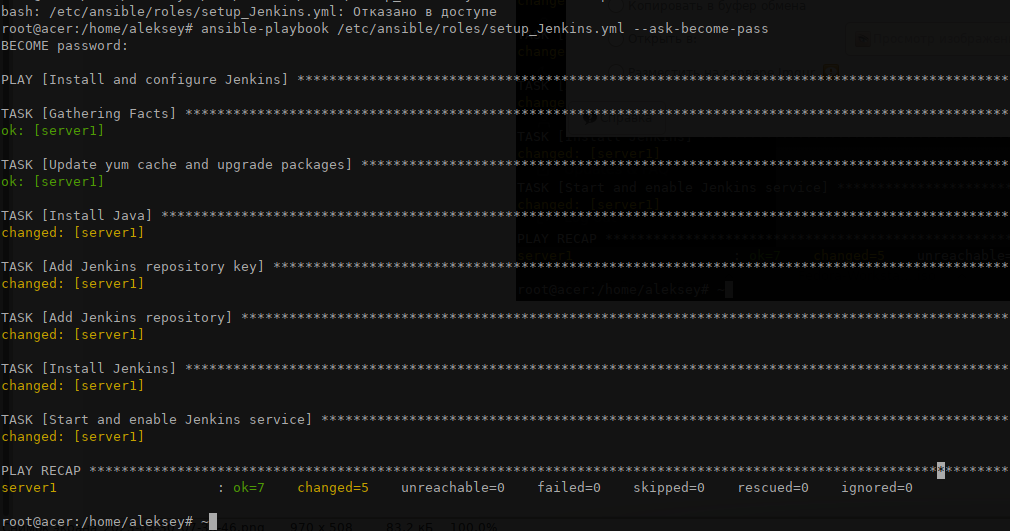 bash: /etc/ansible/roles/setup_Jenkins.yml: Отказано в доступе
root@acer:/home/aleksey# ansible-playbook /etc/ansible/roles/setup_Jenkins.yml --ask-become-pass
BECOME password:
PLAY [Install and configure Jenkins] ****************************************************************************************
TASK [Gathering Facts] ******************************************************************************************************
ok: [server1]
TASK [Update yum cache and upgrade packages] ********************************************************************************
ok: [server1]
TASK [Install Java] *********************************************************************************************************
changed: [server1]
TASK [Add Jenkins repository key] *******************************************************************************************
changed: [server1]
TASK [Add Jenkins repository] ***********************************************************************************************
changed: [server1]
TASK [Install Jenkins] ******************************************************************************************************
changed: [server1]
TASK [Start and enable Jenkins service] *************************************************************************************
changed: [server1]
PLAY RECAP ******************************************************************************************************************
server1 : ok=7 changed=5 unreachable=0 failed=0 skipped=0 rescued=0 ignored=0
root@acer:/home/aleksey# ~